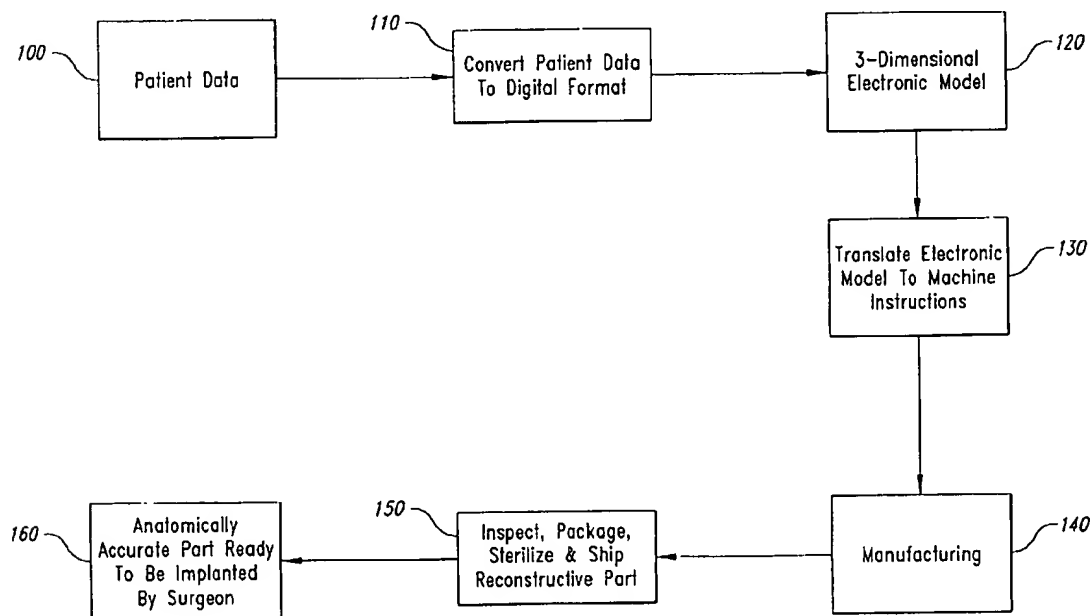 100
Patient Data
110
Convert Patient Data
To Digital Format
120
3-Dimensional
Electronic Model
130
Translate Electronic
Model To Machine
Instructions
140
Manufacturing
150
Inspect, Package,
Sterilize & Ship
Reconstructive Part
160
Anatomically
Accurate Part Ready
To Be Implanted
By Surgeon